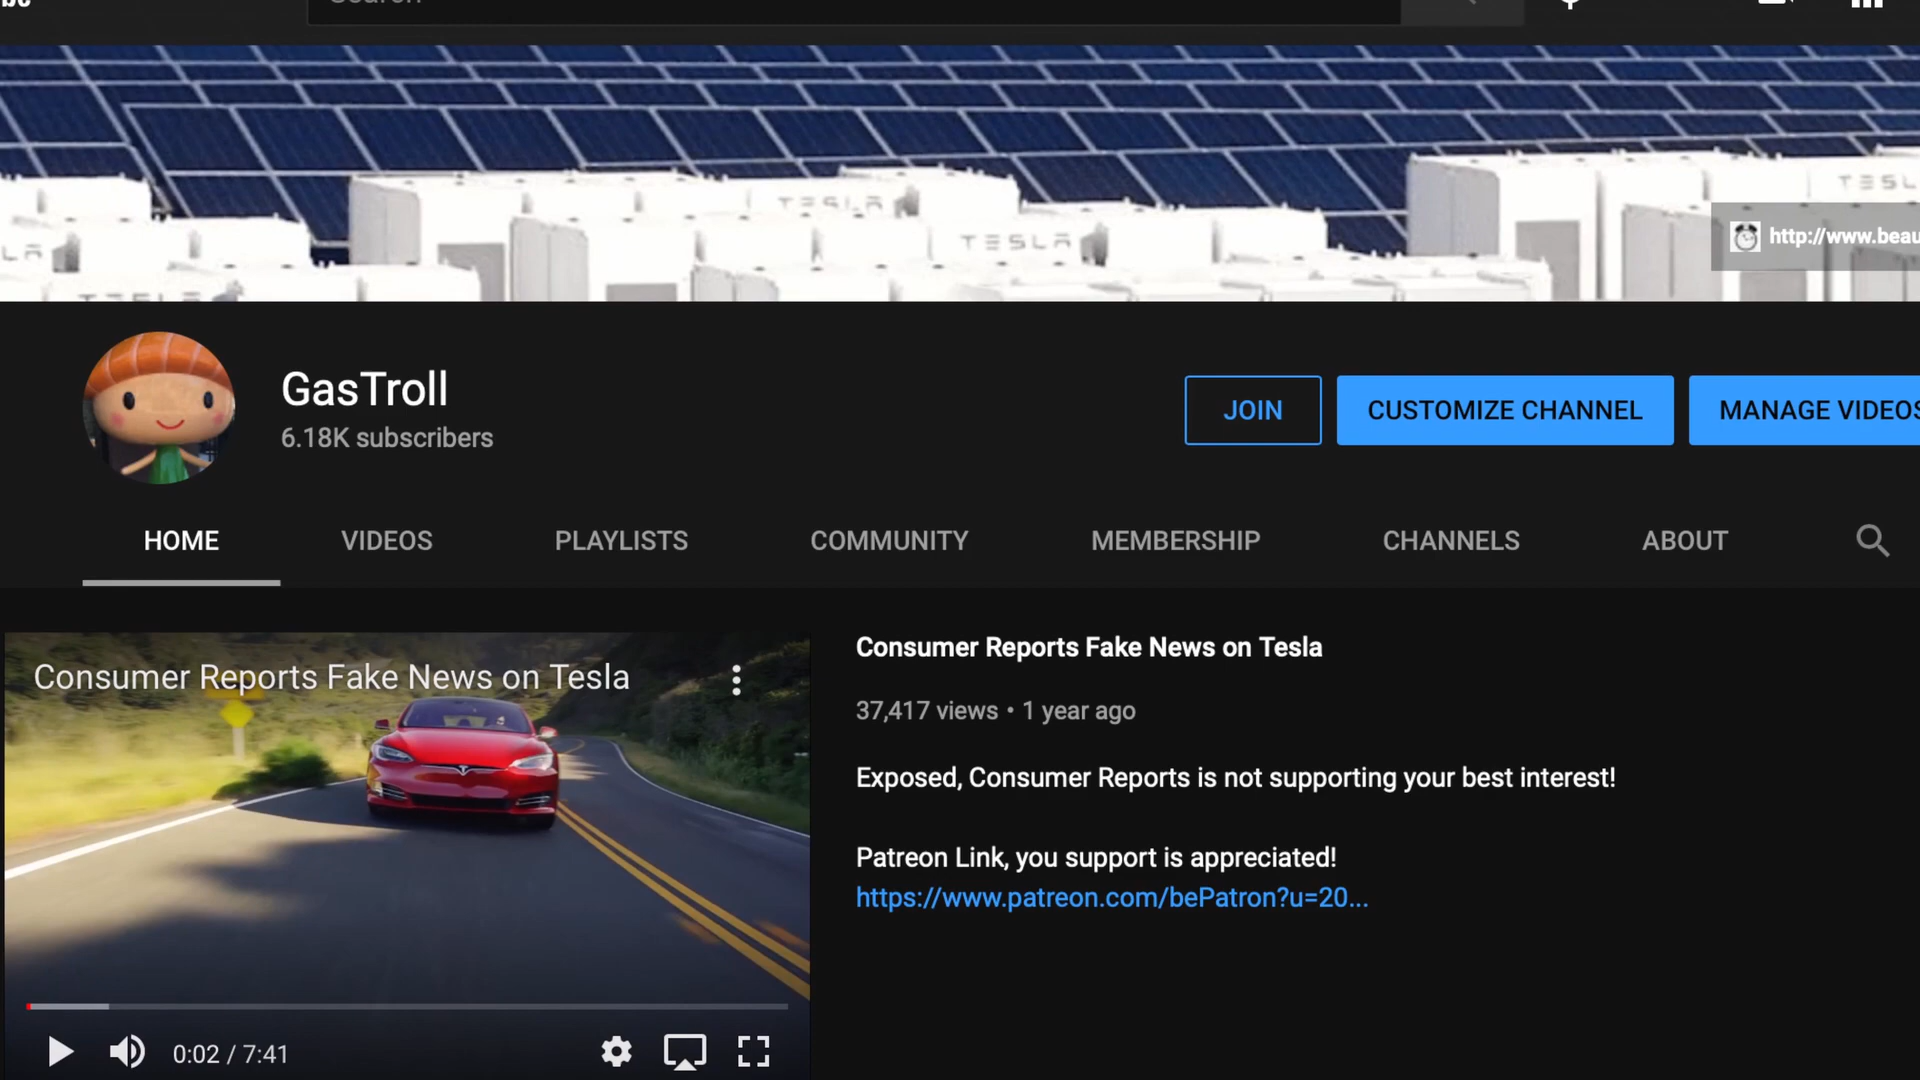 TESLA
TESL
TESLA
http://www.beau
GasTroll
6.18K subscribers
JOIN
CUSTOMIZE CHANNEL
MANAGE VIDEOS
HOME
VIDEOS
PLAYLISTS
COMMUNITY
MEMBERSHIP
CHANNELS
ABOUT
Consumer Reports Fake News on Tesla
Consumer Reports Fake News on Tesla
37,417 views • 1 year ago
Exposed, Consumer Reports is not supporting your best interest!
Patreon Link, you support is appreciated!
https://www.patreon.com/bePatron?u=20...
0:02 / 7:41